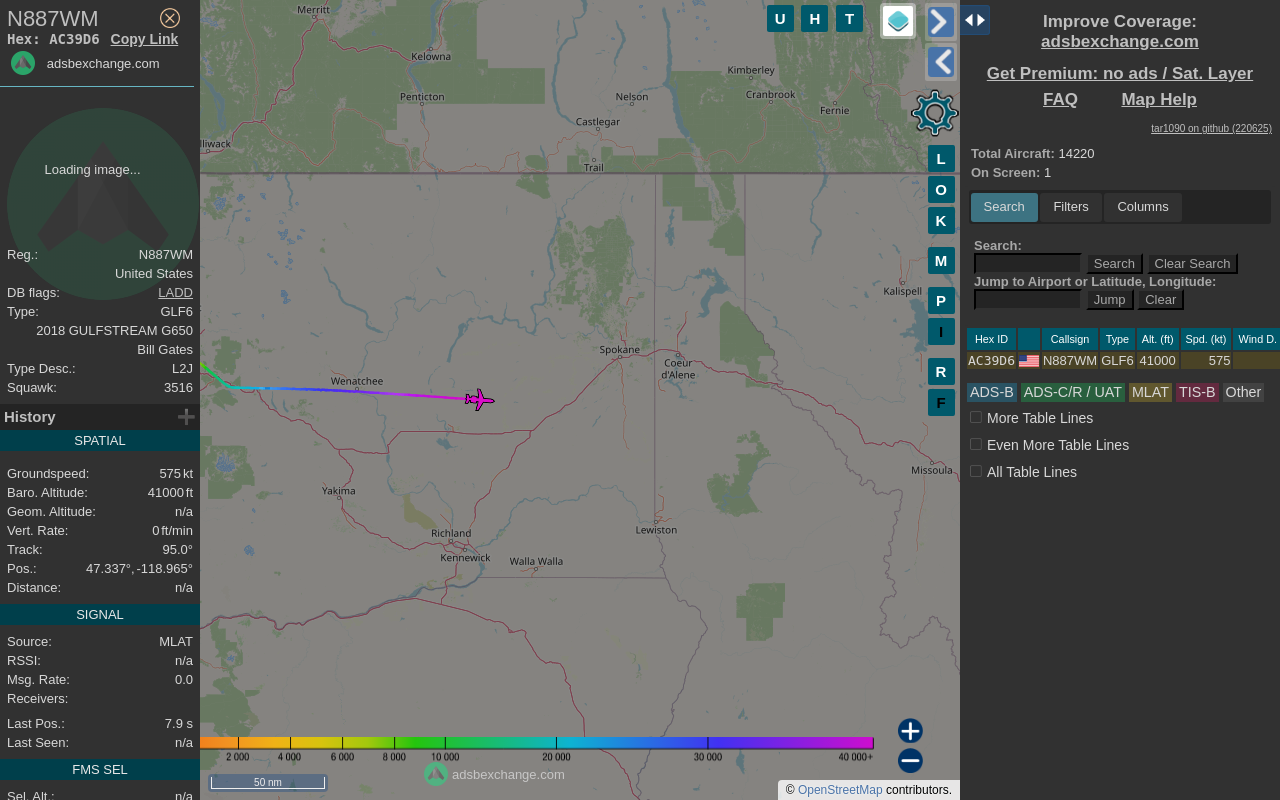 N887WM
Hex: AC39D6 Copy Link
adsbexchange.com
Loading image...
Reg.: N887WM
United States
DB flags: LADD
Type: GLF6
2018 GULFSTREAM G650
Bill Gates
Type Desc.: L2J
Squawk: 3516
History
SPATIAL
Groundspeed: 575 kt
Baro. Altitude: 41000 ft
Geom. Altitude: n/a
Vert. Rate: 0 ft/min
Track: 95.0°
Pos.: 47.337°, -118.965°
Distance: n/a
SIGNAL
Source: MLAT
RSSI: n/a
Msg. Rate: 0.0
Receivers:
Last Pos.: 7.9 s
Last Seen: n/a
FMS SEL
Sel. Alt.: n/a
Merritt
Kelowna
Kimberley
Penticton
Nelson
Cranbrook
Fernie
Castlegar
lliwack
Trail
Kalispell
Spokane
Coeur
d'Alene
Wenatchee
Missoula
Yakima
Lewiston
Richland
Kennewick
Walla Walla
U H T
L
O
K
M
P
I
R
F
2 000 4 000 6 000 8 000 10 000 20 000 30 000 40 000+
adsbexchange.com
50 nm
© OpenStreetMap contributors.
Improve Coverage:
adsbexchange.com
Get Premium: no ads / Sat. Layer
FAQ Map Help
tar1090 on github (220625)
Total Aircraft: 14220
On Screen: 1
Search Filters Columns
Search:
Search Clear Search
Jump to Airport or Latitude, Longitude:
Jump Clear
Hex ID Callsign Type Alt. (ft) Spd. (kt) Wind D.
AC39D6 N887WM GLF6 41000 575
ADS-B ADS-C/R / UAT MLAT TIS-B Other
More Table Lines
Even More Table Lines
All Table Lines